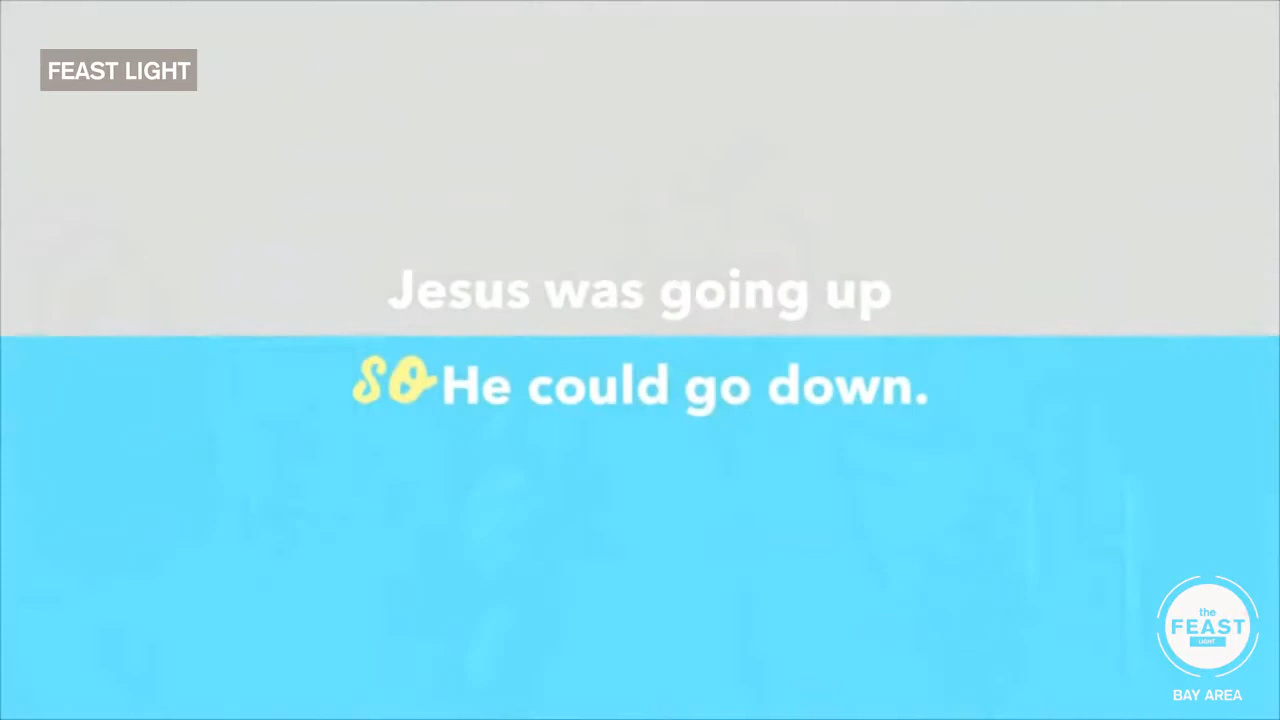 FEAST LIGHT
Jesus was going up
SO He could go down.
the
FEAST
LIGHT
BAY AREA